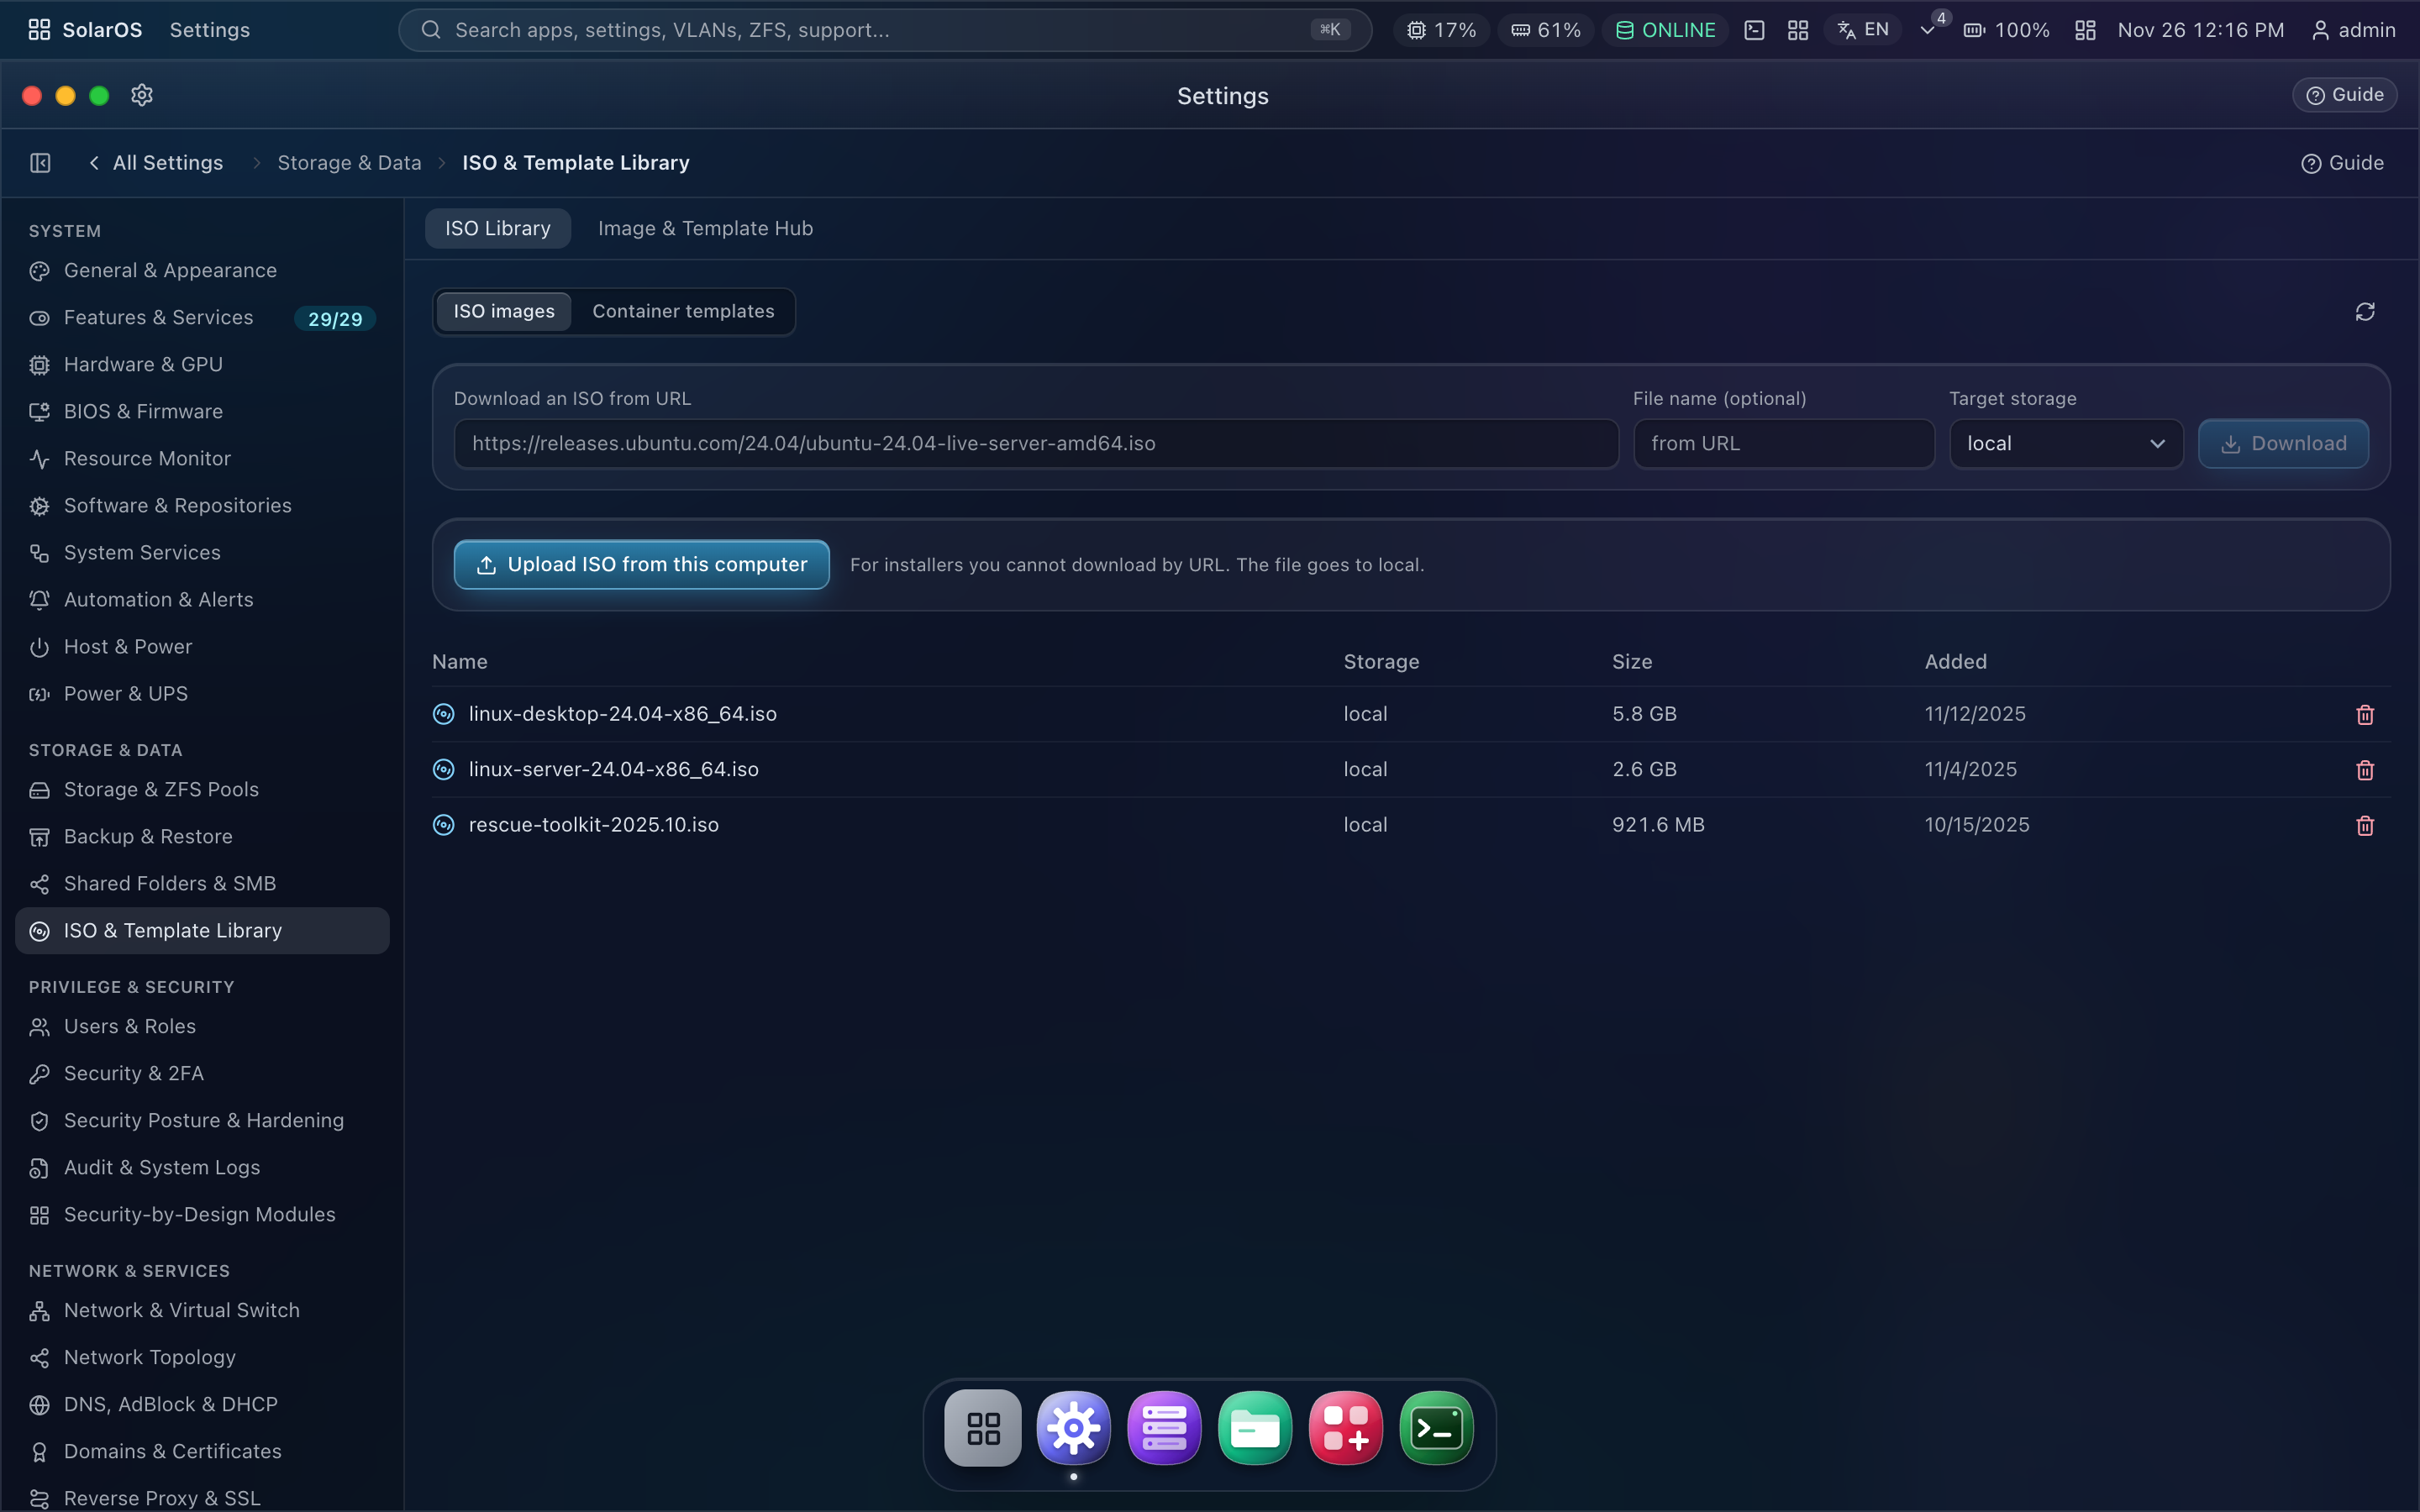 SolarOS Settings Search apps, settings, VLANs, ZFS, support... ⌘K 17% 61% ONLINE EN 4 100% Nov 26 12:16 PM admin
Settings Guide
All Settings Storage & Data ISO & Template Library Guide
SYSTEM
General & Appearance
Features & Services 29/29
Hardware & GPU
BIOS & Firmware
Resource Monitor
Software & Repositories
System Services
Automation & Alerts
Host & Power
Power & UPS
STORAGE & DATA
Storage & ZFS Pools
Backup & Restore
Shared Folders & SMB
ISO & Template Library
PRIVILEGE & SECURITY
Users & Roles
Security & 2FA
Security Posture & Hardening
Audit & System Logs
Security-by-Design Modules
NETWORK & SERVICES
Network & Virtual Switch
Network Topology
DNS, AdBlock & DHCP
Domains & Certificates
Reverse Proxy & SSL
ISO Library Image & Template Hub
ISO images Container templates
Download an ISO from URL File name (optional) Target storage
https://releases.ubuntu.com/24.04/ubuntu-24.04-live-server-amd64.iso from URL local Download
Upload ISO from this computer For installers you cannot download by URL. The file goes to local.
Name Storage Size Added
linux-desktop-24.04-x86_64.iso local 5.8 GB 11/12/2025
linux-server-24.04-x86_64.iso local 2.6 GB 11/4/2025
rescue-toolkit-2025.10.iso local 921.6 MB 10/15/2025